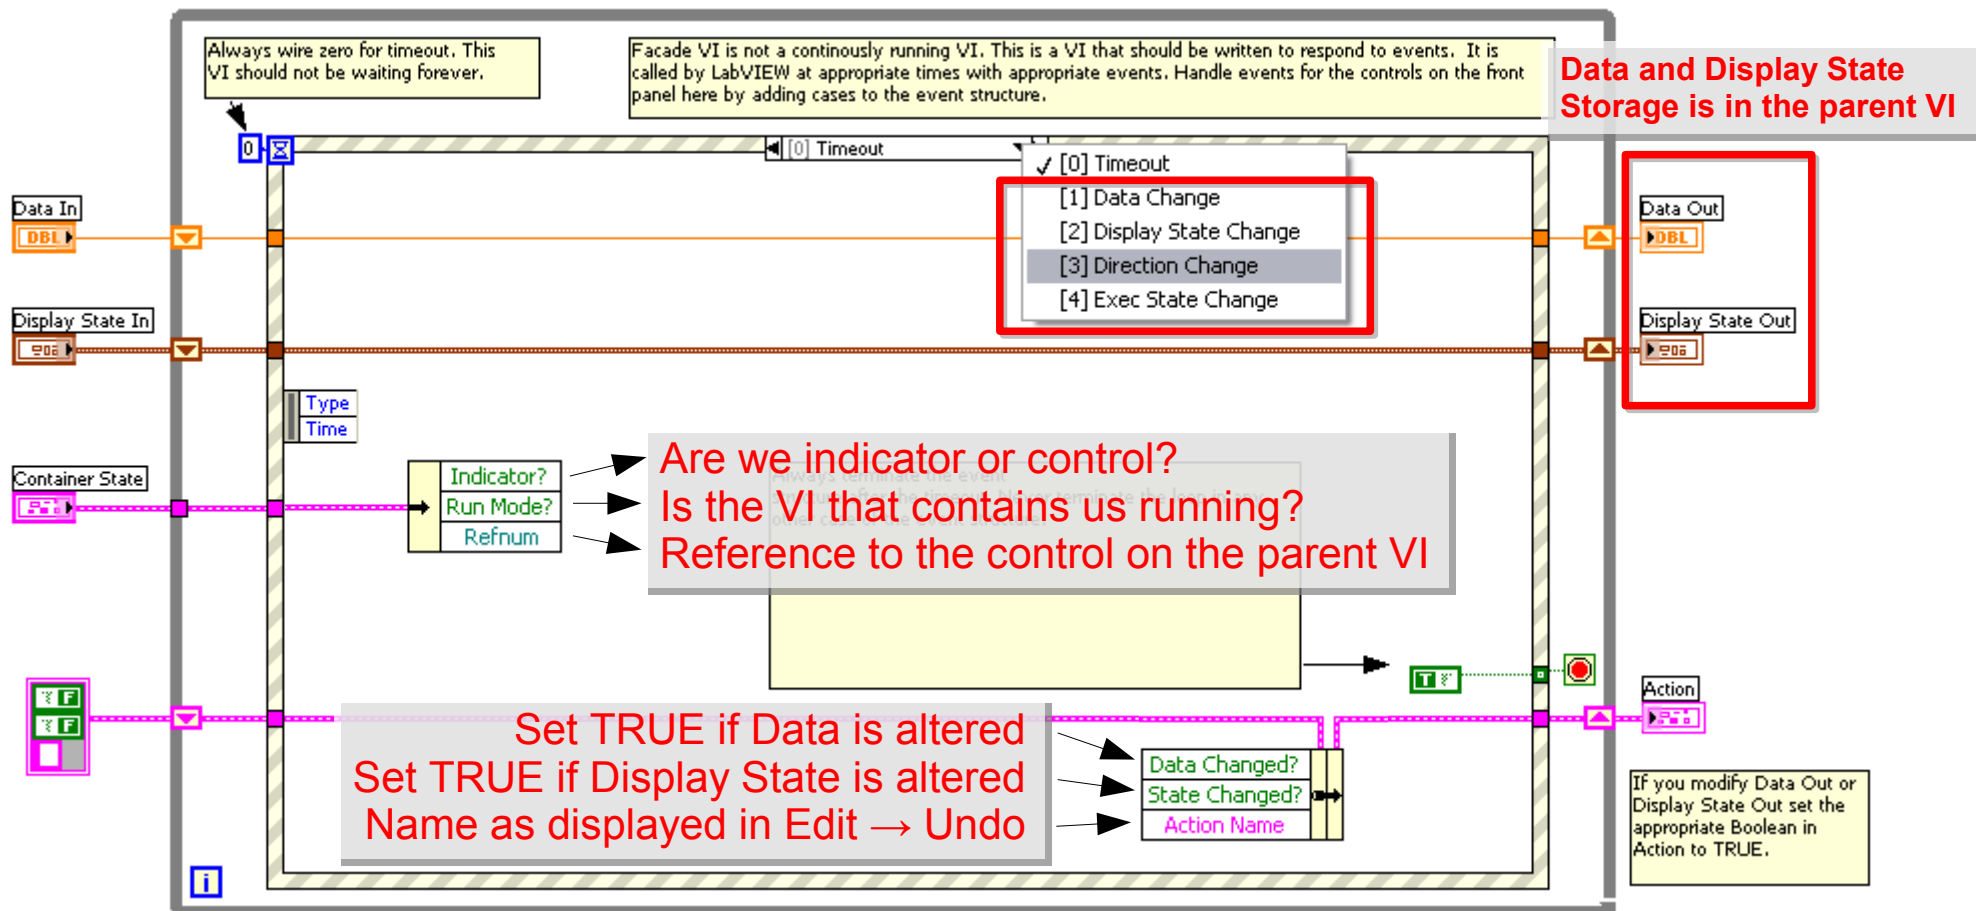 Always wire zero for timeout. This
VI should not be waiting forever.
Facade VI is not a continously running VI. This is a VI that should be written to respond to events. It is
called by LabVIEW at appropriate times with appropriate events. Handle events for the controls on the front
panel here by adding cases to the event structure.
Data and Display State
Storage is in the parent VI
0
[0] Timeout
✓ [0] Timeout
[1] Data Change
[2] Display State Change
[3] Direction Change
[4] Exec State Change
Data In
DBL
Data Out
DBL
Display State In
Display State Out
Type
Time
Container State
Indicator?
Run Mode?
Refnum
Always terminate the event
Are we indicator or control?
Is the VI that contains us running?
Reference to the control on the parent VI
T
F
F
Action
Set TRUE if Data is altered
Set TRUE if Display State is altered
Name as displayed in Edit → Undo
Data Changed?
State Changed?
Action Name
If you modify Data Out or
Display State Out set the
appropriate Boolean in
Action to TRUE.
i